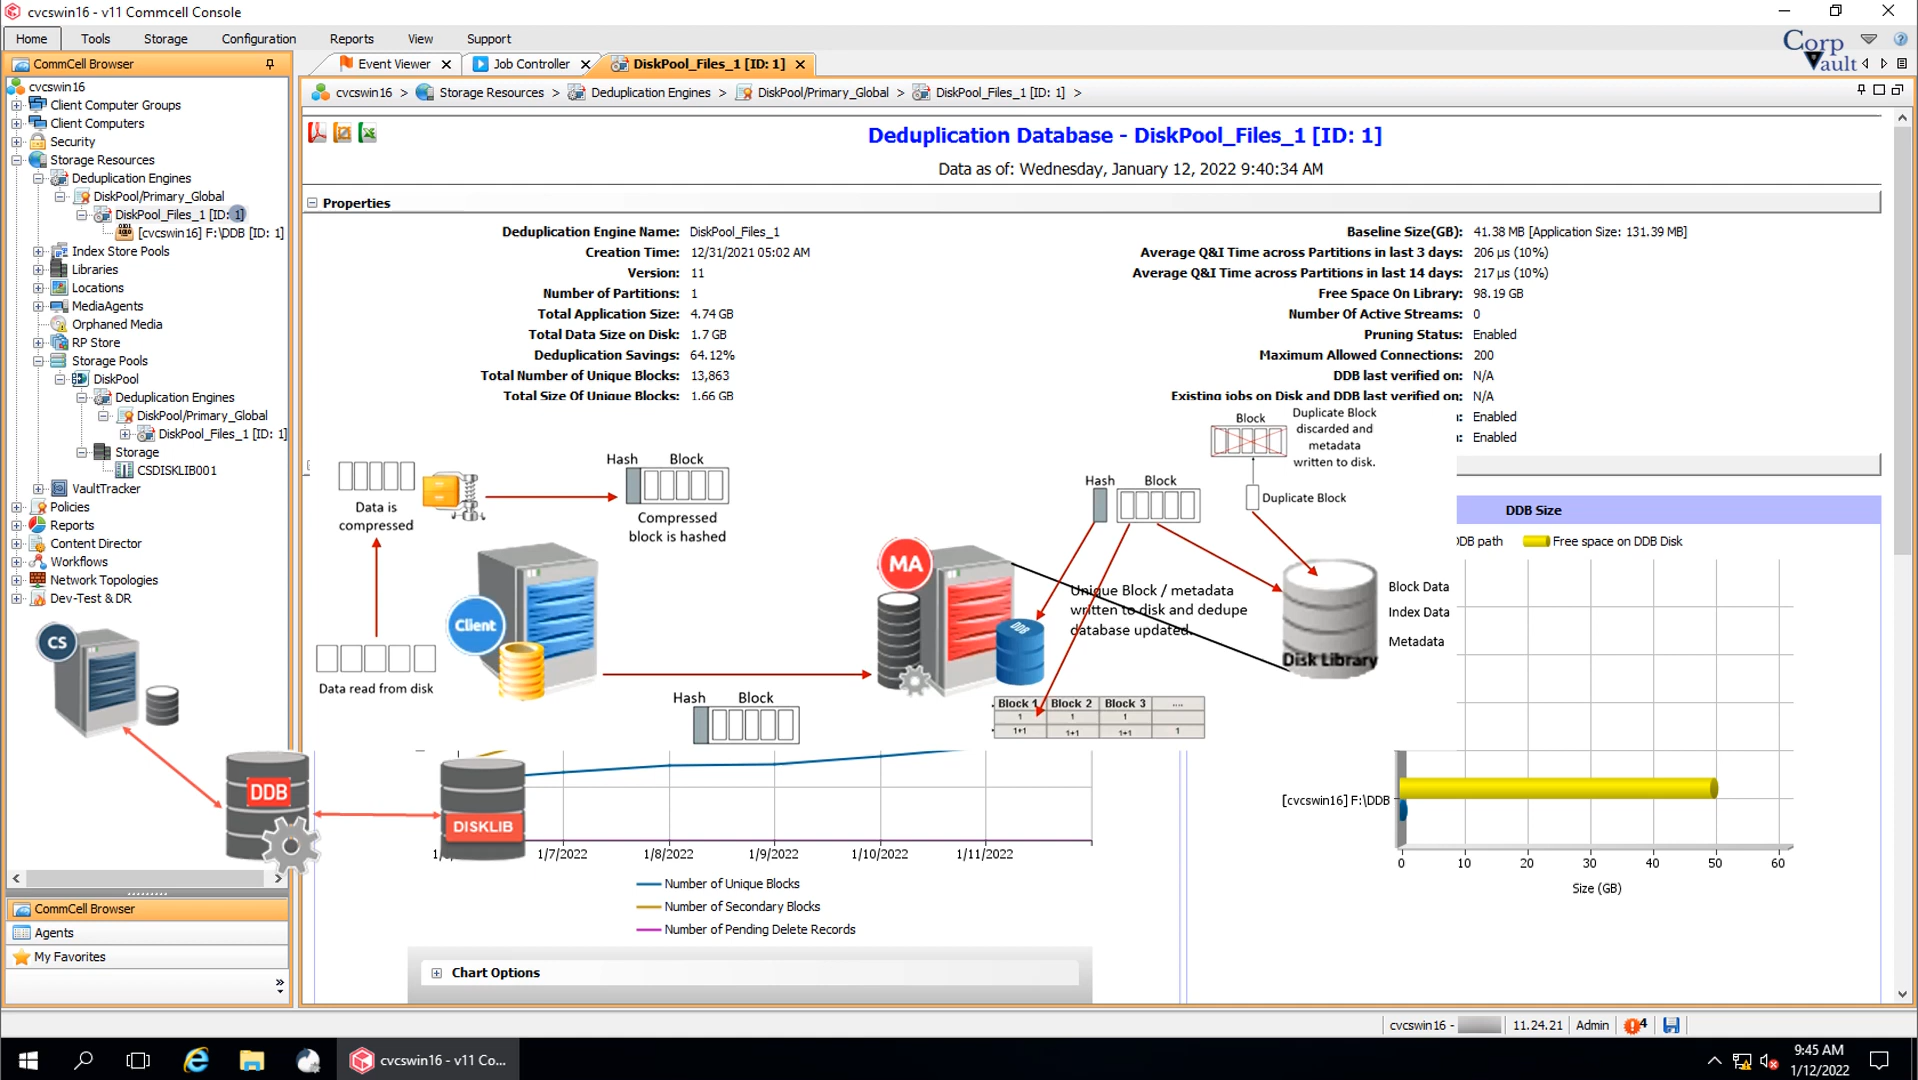 cvcswin16 - v11 Commcell Console
Home Tools Storage Configuration Reports View Support
Corp Vault
CommCell Browser
Event Viewer
Job Controller
DiskPool_Files_1 [ID: 1]
cvcswin16 > Storage Resources > Deduplication Engines > DiskPool/Primary_Global > DiskPool_Files_1 [ID: 1] >
cvcswin16
Client Computer Groups
Client Computers
Security
Storage Resources
Deduplication Engines
DiskPool/Primary_Global
DiskPool_Files_1 [ID: 1]
[cvcswin16] F:\DDB [ID: 1]
Index Store Pools
Libraries
Locations
MediaAgents
Orphaned Media
RP Store
Storage Pools
DiskPool
Deduplication Engines
DiskPool/Primary_Global
DiskPool_Files_1 [ID: 1]
Storage
CSDISKLIB001
VaultTracker
Policies
Reports
Content Director
Workflows
Network Topologies
Dev-Test & DR
CS
DDB
DISKLIB
CommCell Browser
Agents
My Favorites
Deduplication Database - DiskPool_Files_1 [ID: 1]
Data as of: Wednesday, January 12, 2022 9:40:34 AM
Properties
Deduplication Engine Name: DiskPool_Files_1
Creation Time: 12/31/2021 05:02 AM
Version: 11
Number of Partitions: 1
Total Application Size: 4.74 GB
Total Data Size on Disk: 1.7 GB
Deduplication Savings: 64.12%
Total Number of Unique Blocks: 13,863
Total Size Of Unique Blocks: 1.66 GB
Baseline Size(GB): 41.38 MB [Application Size: 131.39 MB]
Average Q&I Time across Partitions in last 3 days: 206 µs (10%)
Average Q&I Time across Partitions in last 14 days: 217 µs (10%)
Free Space On Library: 98.19 GB
Number Of Active Streams: 0
Pruning Status: Enabled
Maximum Allowed Connections: 200
DDB last verified on: N/A
Existing jobs on Disk and DDB last verified on: N/A
Enabled
Enabled
Data is
compressed
Data read from disk
Hash Block
Compressed
block is hashed
Client
Hash Block
MA
DDB
Hash Block
Block
Duplicate Block
discarded and
metadata
written to disk.
Duplicate Block
Unique Block / metadata
written to disk and dedupe
database updated.
Disk Library
Block Data
Index Data
Metadata
Block 1 Block 2 Block 3 ....
1 1 1
1+1 1+1 1+1 1
DDB Size
DDB path
Free space on DDB Disk
[cvcswin16] F:\DDB
0 10 20 30 40 50 60
Size (GB)
1/7/2022 1/8/2022 1/9/2022 1/10/2022 1/11/2022
Number of Unique Blocks
Number of Secondary Blocks
Number of Pending Delete Records
Chart Options
cvcswin16 - 11.24.21 Admin 4
cvcswin16 - v11 Co...
9:45 AM
1/12/2022